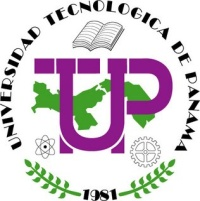 UNIVERSIDAD TECNOLOGICA DE PANAMA
UTP
1981